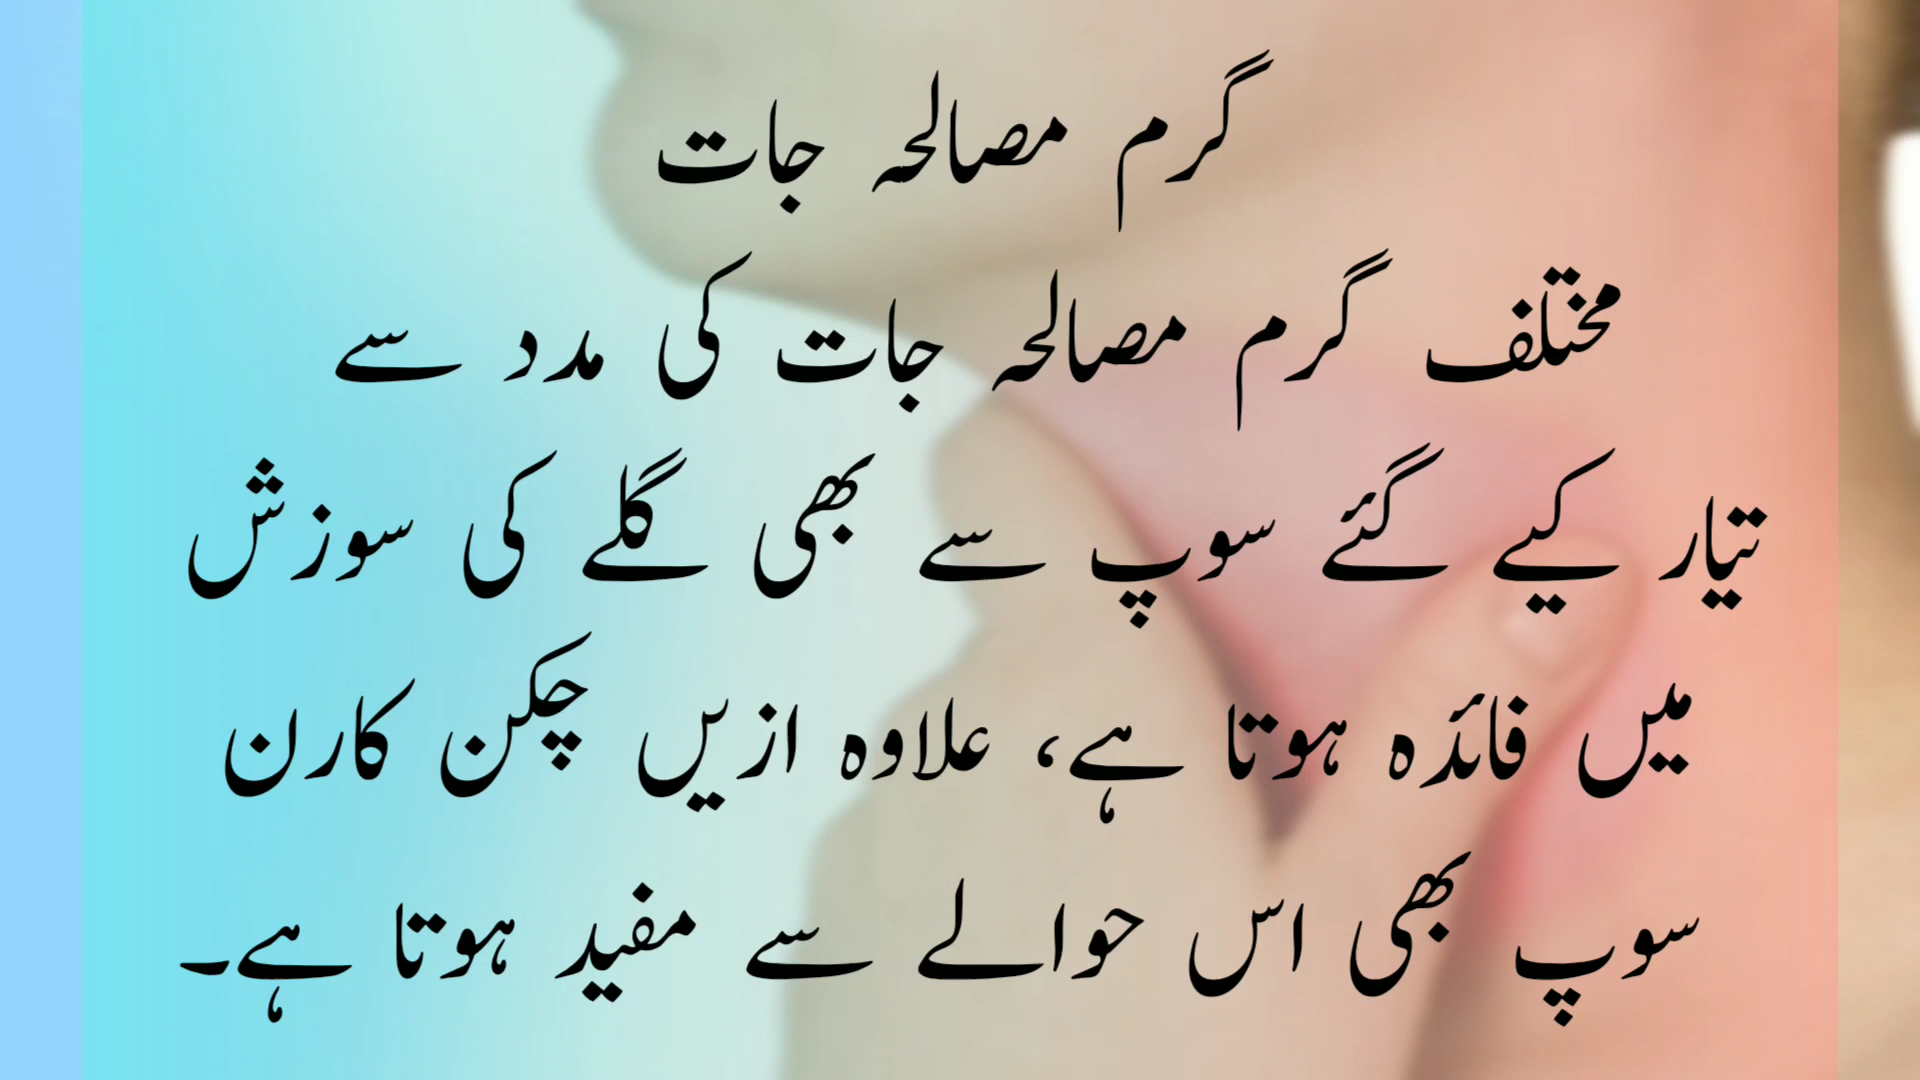 گرم مصالحہ جات
مختلف گرم مصالحہ جات کی مدد سے
تیار کیے گئے سوپ سے بھی گلے کی سوزش
میں فائدہ ہوتا ہے، علاوہ ازیں چکن کارن
سوپ بھی اس حوالے سے مفید ہوتا ہے۔